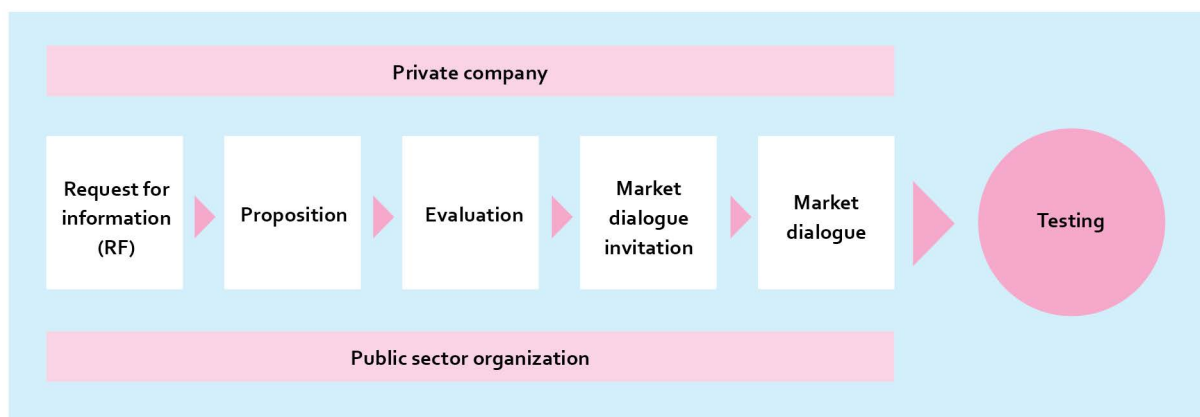 Private company
Request for
information
(RF)
Proposition
Evaluation
Market
dialogue
invitation
Market
dialogue
Testing
Public sector organization